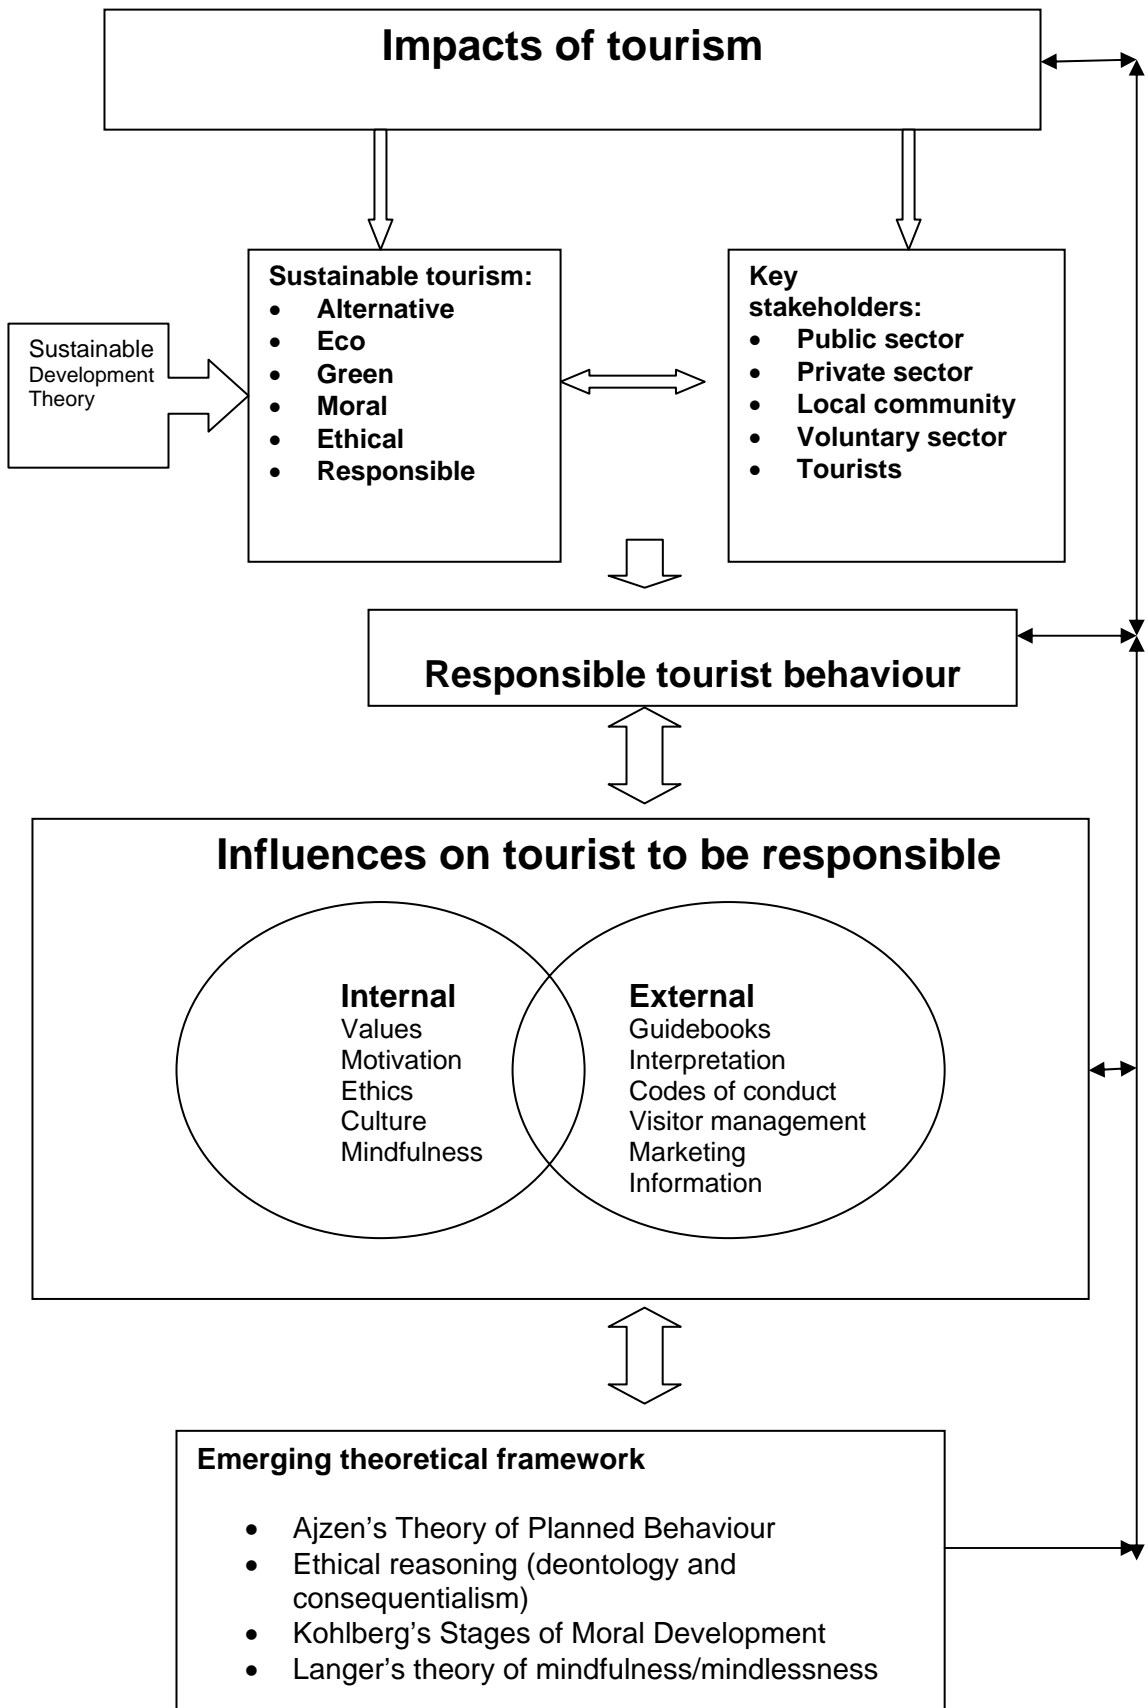 Impacts of tourism
Sustainable
Development
Theory
Sustainable tourism:
• Alternative
• Eco
• Green
• Moral
• Ethical
• Responsible
Key
stakeholders:
• Public sector
• Private sector
• Local community
• Voluntary sector
• Tourists
Responsible tourist behaviour
Influences on tourist to be responsible
Internal
Values
Motivation
Ethics
Culture
Mindfulness
External
Guidebooks
Interpretation
Codes of conduct
Visitor management
Marketing
Information
Emerging theoretical framework
• Ajzen’s Theory of Planned Behaviour
• Ethical reasoning (deontology and
consequentialism)
• Kohlberg’s Stages of Moral Development
• Langer’s theory of mindfulness/mindlessness